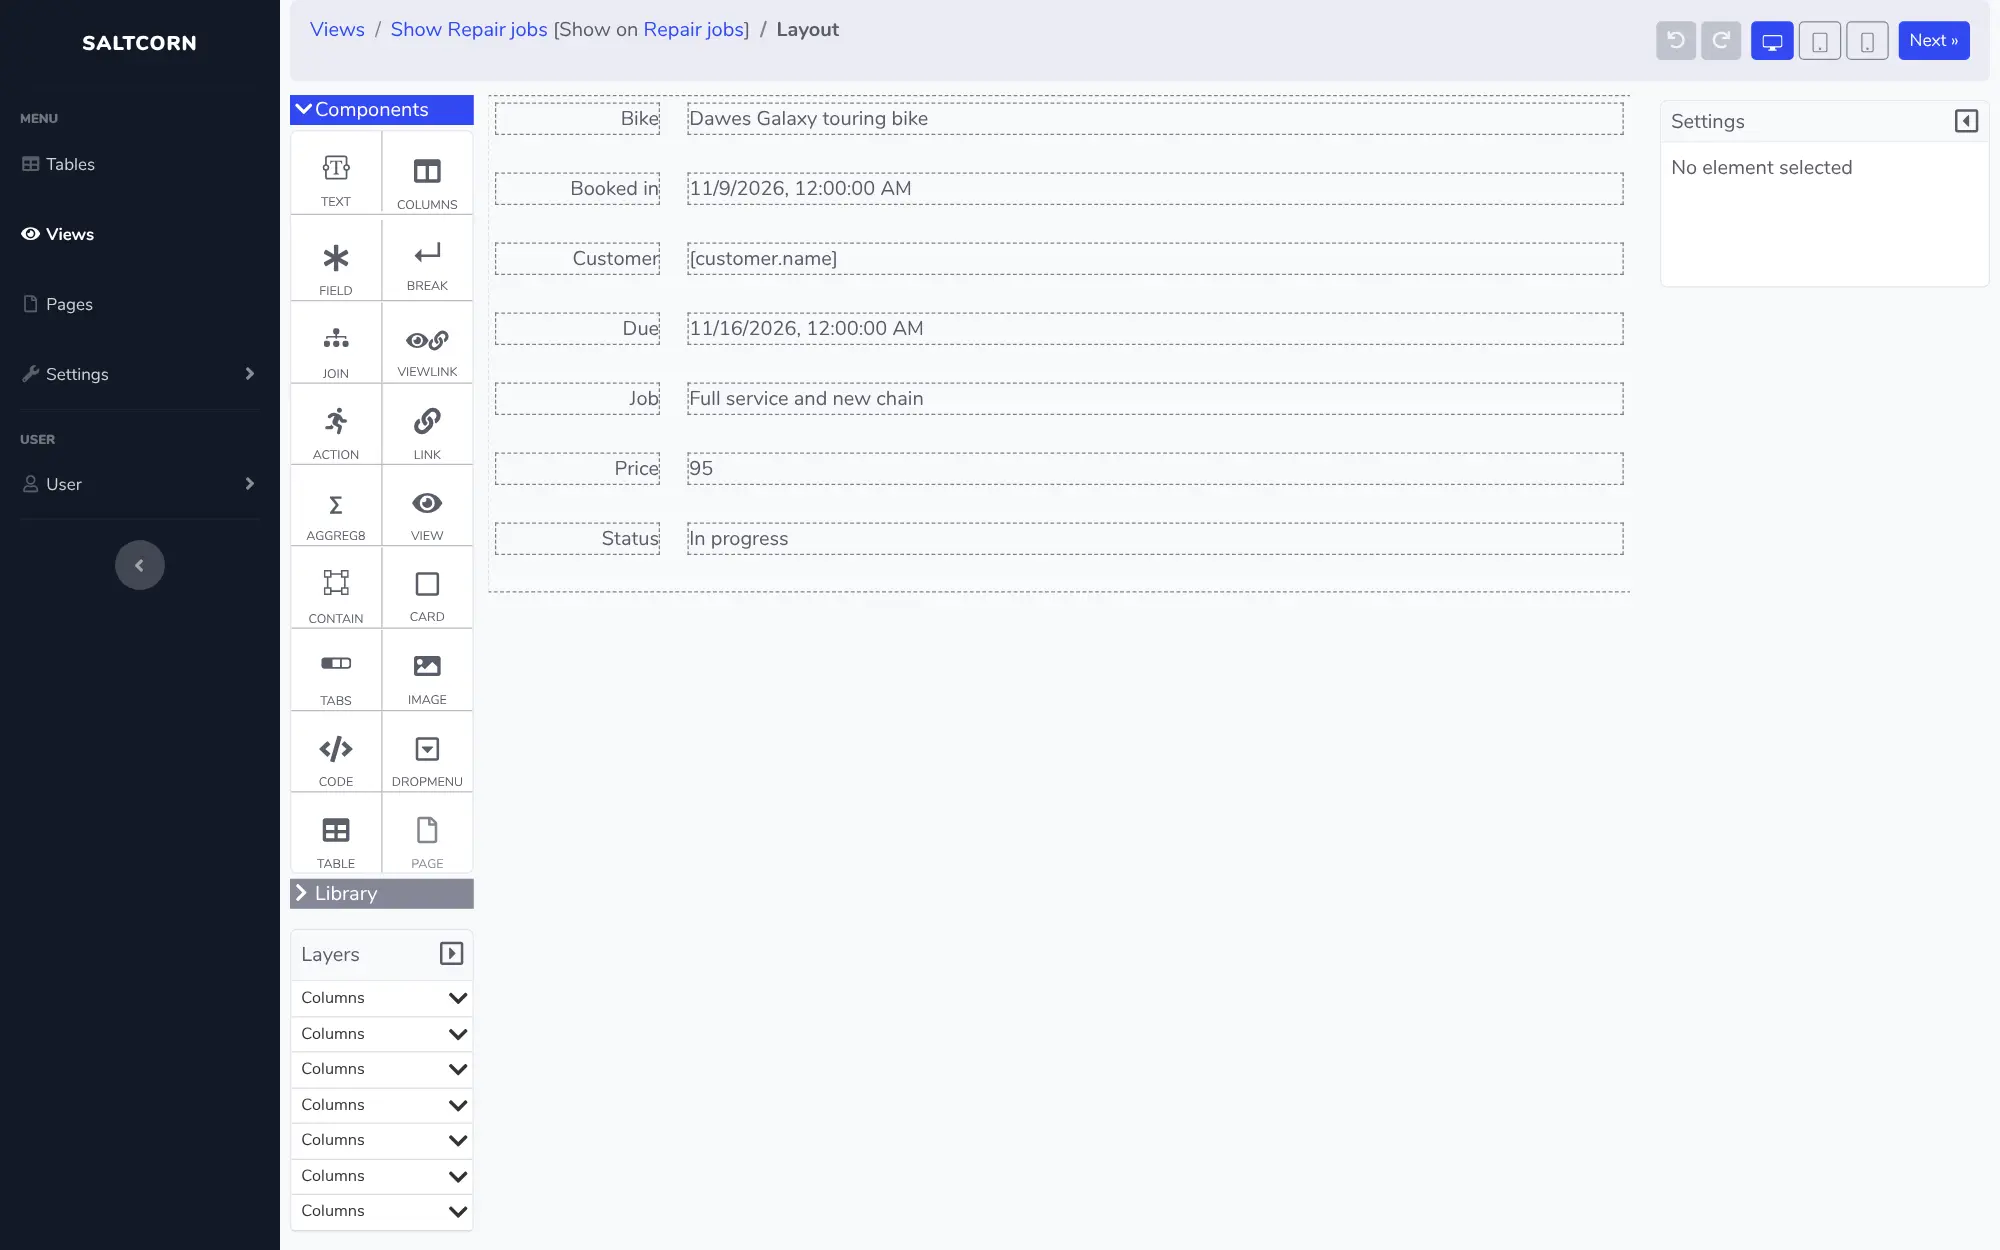 SALTCORN
MENU
Tables
Views
Pages
Settings
USER
User
Views / Show Repair jobs [Show on Repair jobs] / Layout
Next »
Components
TEXT COLUMNS
FIELD BREAK
JOIN VIEWLINK
ACTION LINK
AGGREG8 VIEW
CONTAIN CARD
TABS IMAGE
CODE DROPMENU
TABLE PAGE
Library
Layers
Columns
Columns
Columns
Columns
Columns
Columns
Columns
Bike Dawes Galaxy touring bike
Booked in 11/9/2026, 12:00:00 AM
Customer [customer.name]
Due 11/16/2026, 12:00:00 AM
Job Full service and new chain
Price 95
Status In progress
Settings
No element selected